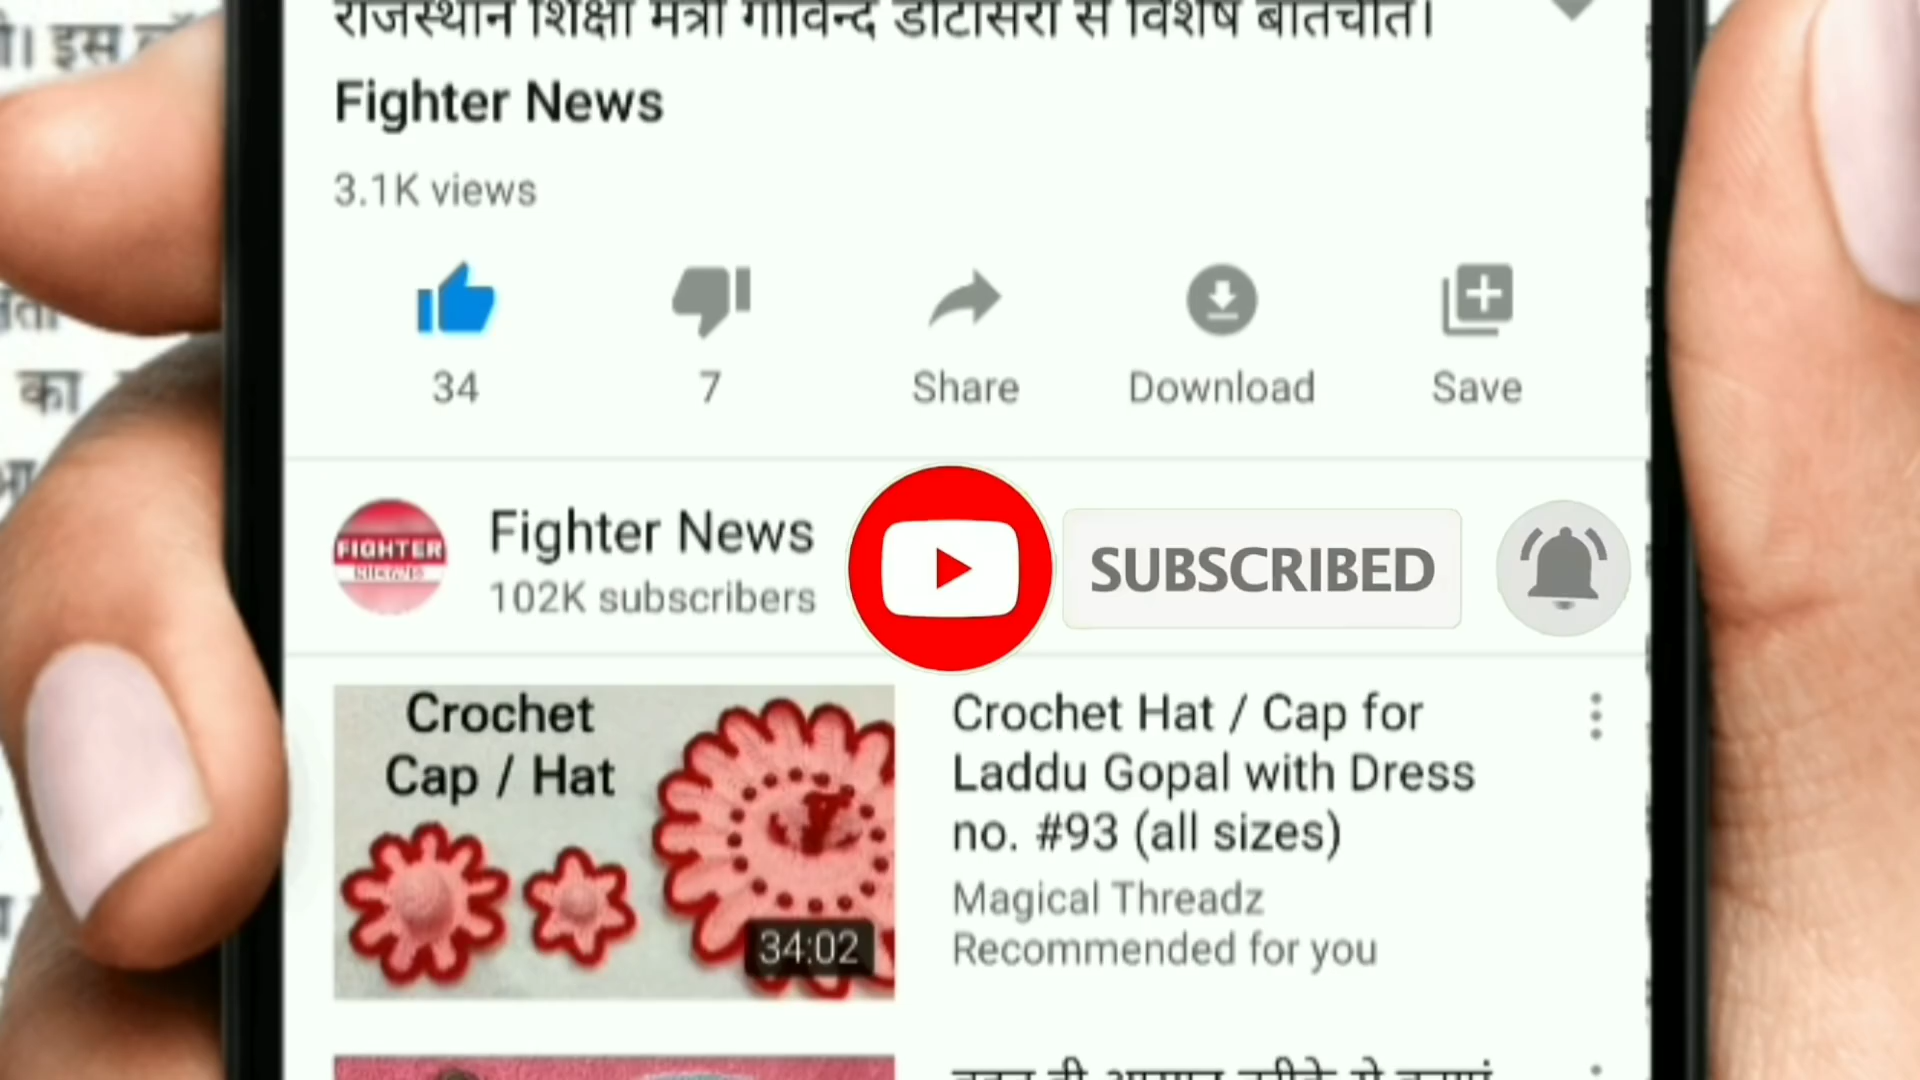 राजस्थान शिक्षा मंत्री गोविन्द डोटासरा से विशेष बातचीत।
Fighter News
3.1K views
34
7
Share
Download
Save
FIGHTER
Fighter News
102K subscribers
SUBSCRIBED
Crochet
Cap / Hat
34:02
Crochet Hat / Cap for
Laddu Gopal with Dress
no. #93 (all sizes)
Magical Threadz
Recommended for you
। इस
का